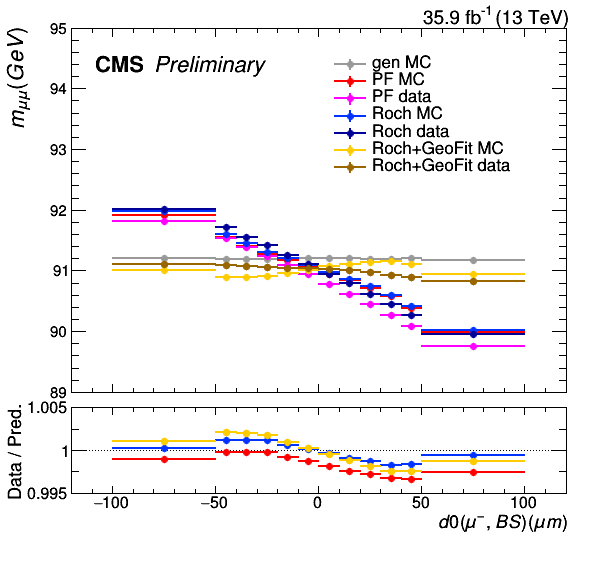 35.9 fb⁻¹ (13 TeV)
m_μμ (GeV)
95
94
93
92
91
90
89
CMS Preliminary
gen MC
PF MC
PF data
Roch MC
Roch data
Roch+GeoFit MC
Roch+GeoFit data
Data / Pred.
1.005
1
0.995
−100 −50 0 50 100
d0(μ⁻, BS)(μm)